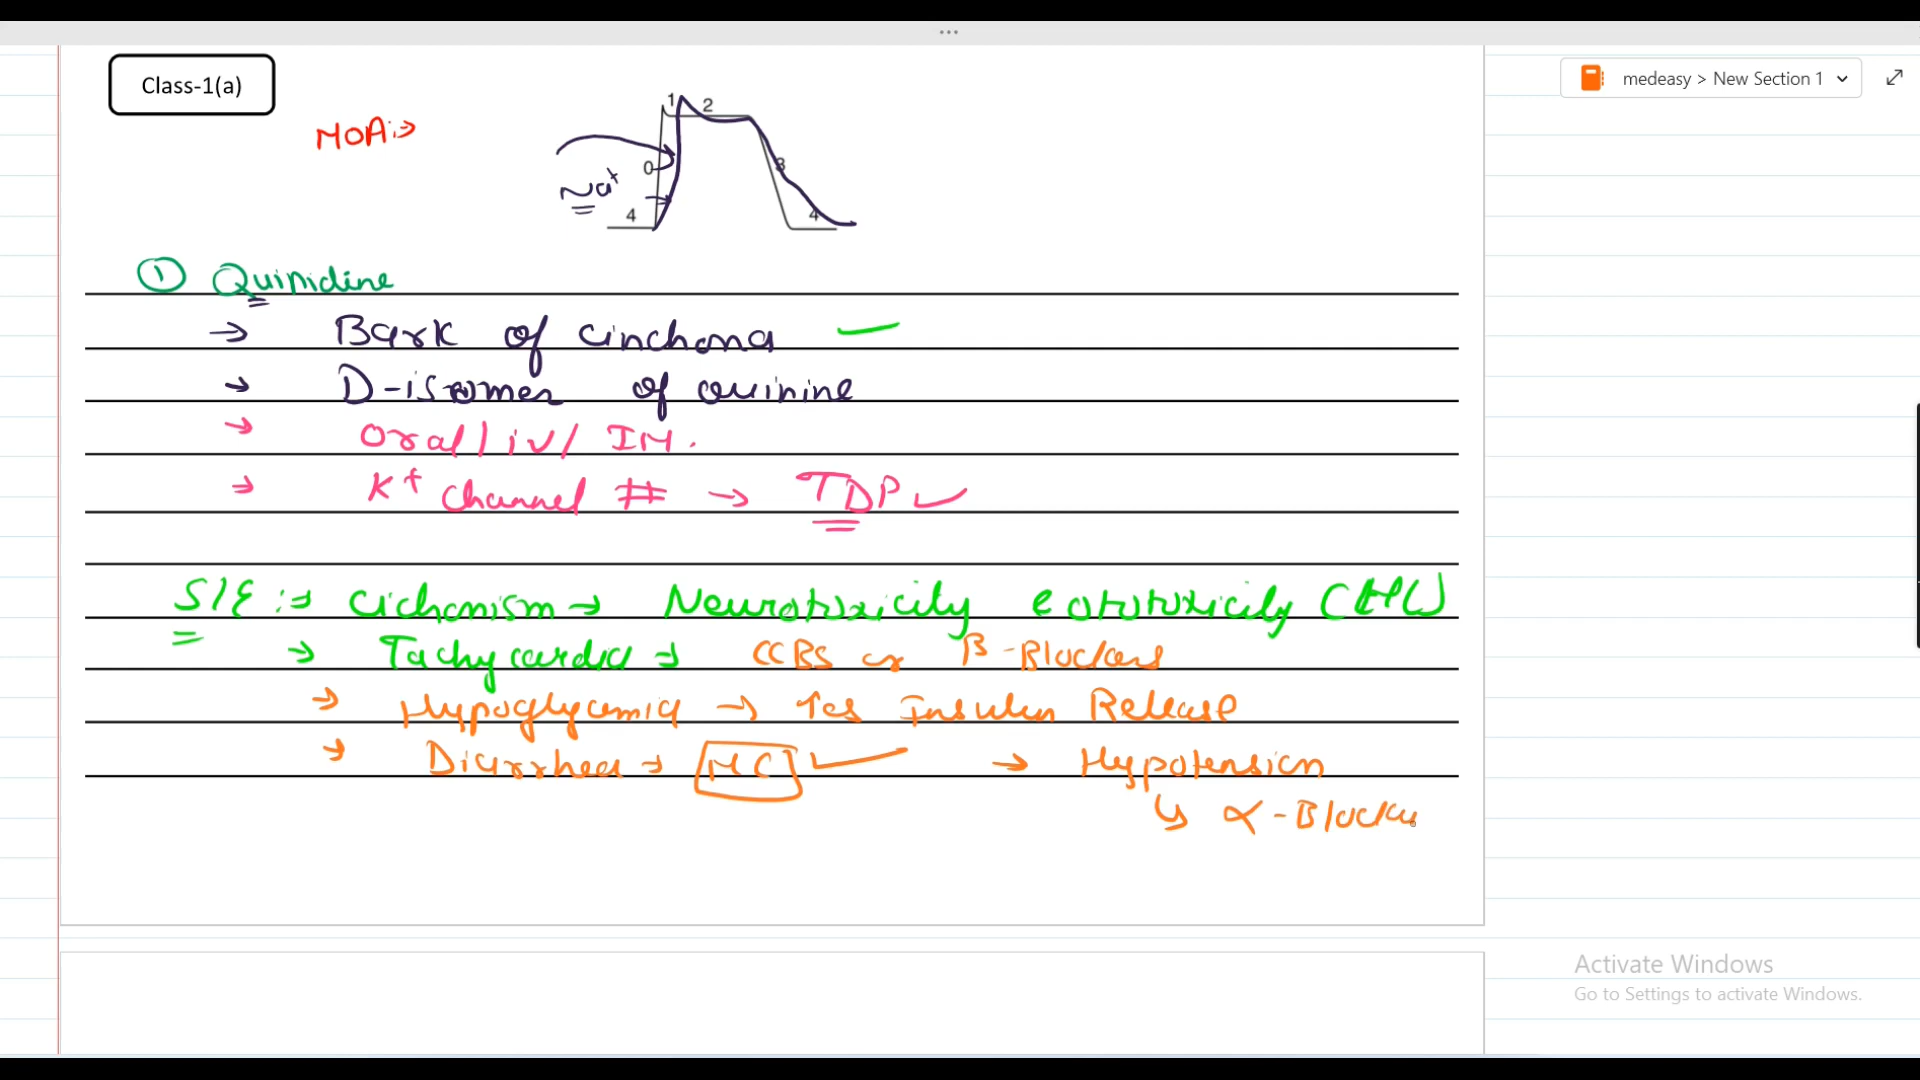 ...
medeasy > New Section 1
Class-1(a)
MOA:→
1 2
0 3
Na+
4 4
① Quinidine
→ Bark of cinchona ✓
→ D-isomer of quinine
→ Oral / iv / IM.
→ K+ channel # → TDP ✓
S/E :→ Cichonism → Neurotoxicity ototoxicity
→ Tachycardia → CCBS or β-Blockers
→ Hypoglycemia → ↑es Insulin Release
→ Diarrhea → MC ✓ → Hypotension
↳ α-Blocker
Activate Windows
Go to Settings to activate Windows.